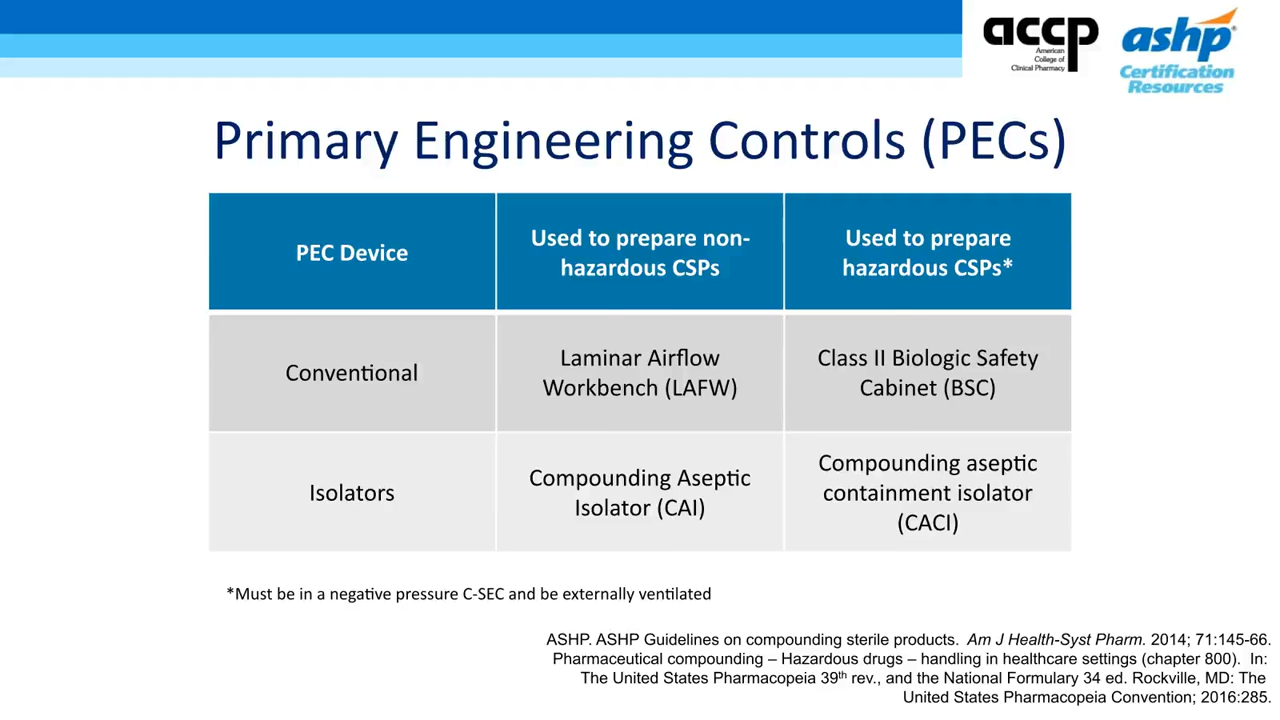 accp
American
College of
Clinical Pharmacy
ashp®
Certification
Resources
Primary Engineering Controls (PECs)
PEC Device
Used to prepare non-
hazardous CSPs
Used to prepare
hazardous CSPs*
Conventional
Laminar Airflow
Workbench (LAFW)
Class II Biologic Safety
Cabinet (BSC)
Isolators
Compounding Aseptic
Isolator (CAI)
Compounding aseptic
containment isolator
(CACI)
*Must be in a negative pressure C-SEC and be externally ventilated
ASHP. ASHP Guidelines on compounding sterile products. Am J Health-Syst Pharm. 2014; 71:145-66.
Pharmaceutical compounding – Hazardous drugs – handling in healthcare settings (chapter 800). In:
The United States Pharmacopeia 39th rev., and the National Formulary 34 ed. Rockville, MD: The
United States Pharmacopeia Convention; 2016:285.